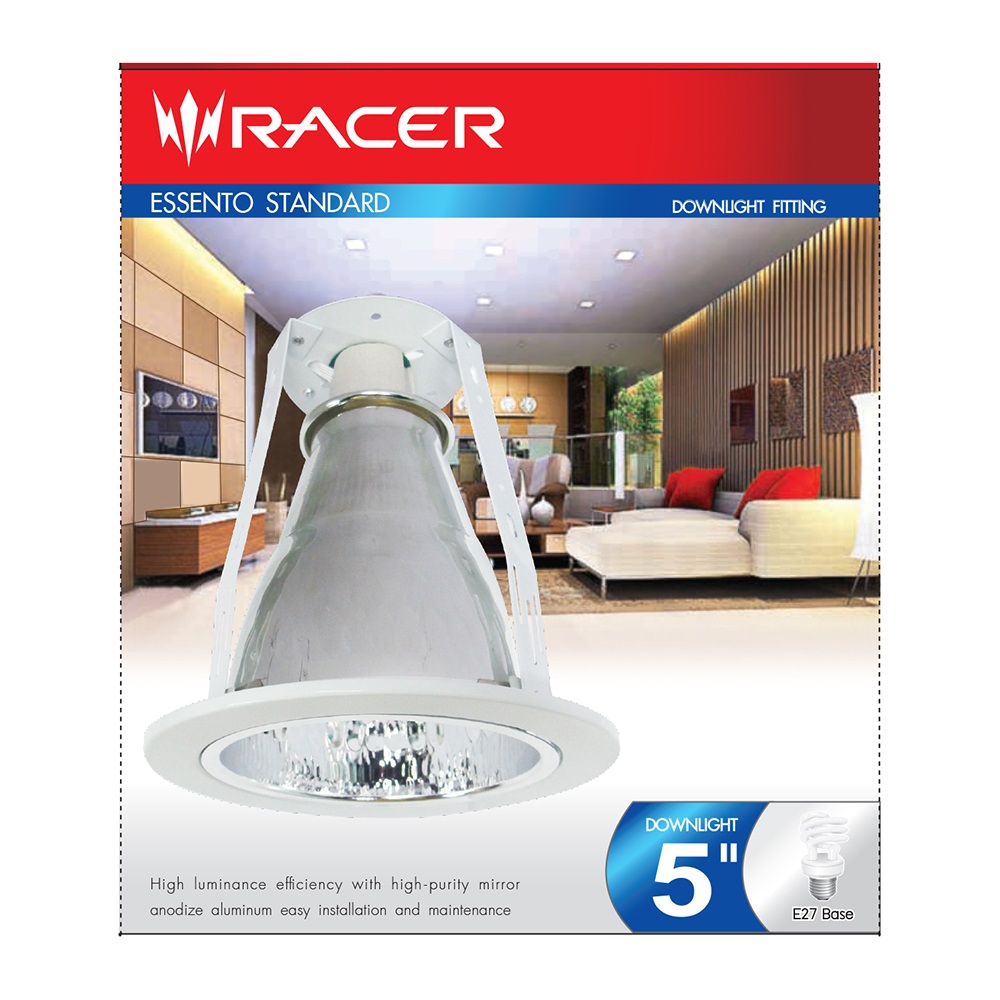 RACER
ESSENTO STANDARD
DOWNLIGHT FITTING
High luminance efficiency with high-purity mirror
anodize aluminum easy installation and maintenance
DOWNLIGHT
5"
E27 Base